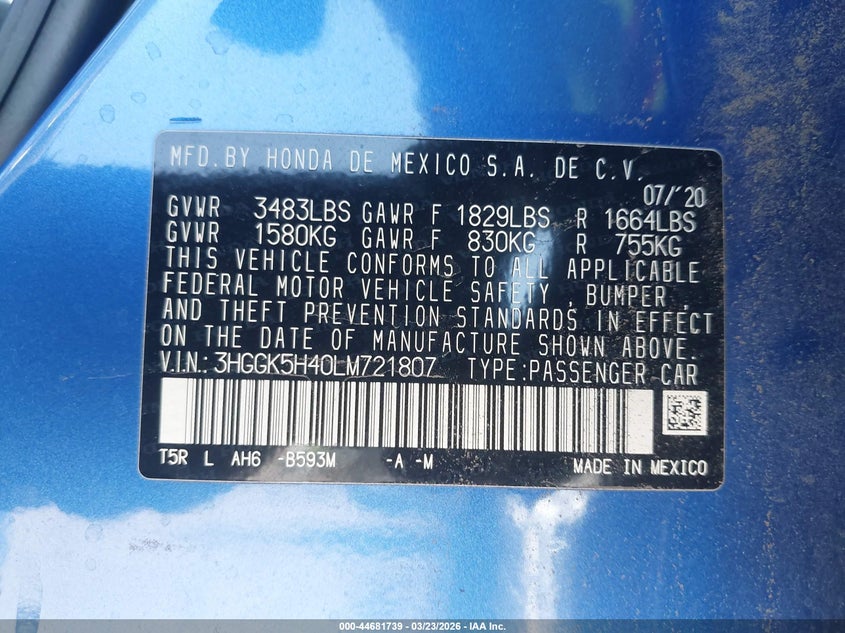 MFD.BY HONDA DE MEXICO S.A. DE C.V.
07/'20
GVWR 3483LBS GAWR F 1829LBS R 1664LBS
GVWR 1580KG GAWR F 830KG R 755KG
THIS VEHICLE CONFORMS TO ALL APPLICABLE
FEDERAL MOTOR VEHICLE SAFETY , BUMPER ,
AND THEFT PREVENTION STANDARDS IN EFFECT
ON THE DATE OF MANUFACTURE SHOWN ABOVE.
V.I.N.: 3HGGK5H40LM721807 TYPE:PASSENGER CAR
T5R L AH6 -B593M -A -M MADE IN MEXICO
000-44681739 - 03/23/2026 - IAA Inc.